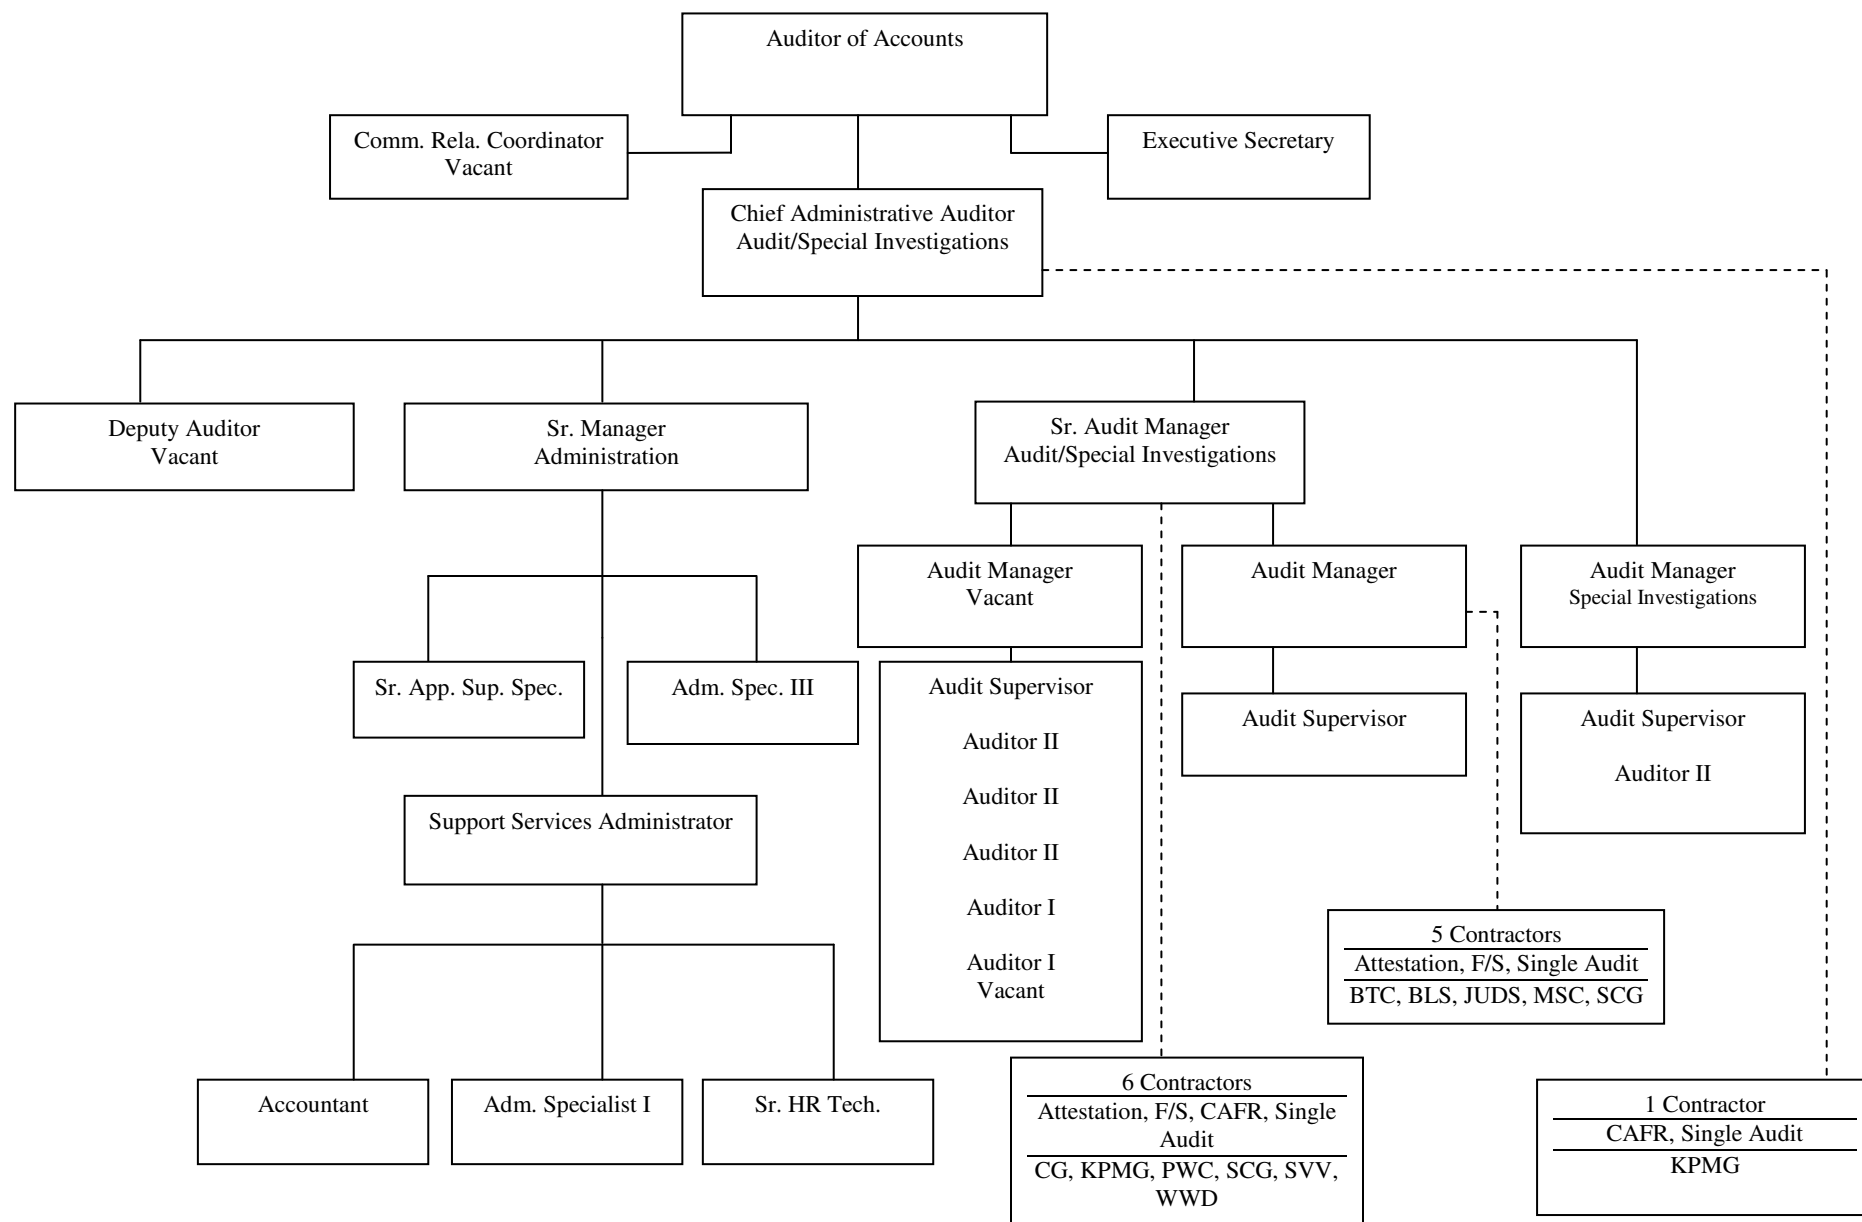 Auditor of Accounts
Comm. Rela. Coordinator
Vacant
Executive Secretary
Chief Administrative Auditor
Audit/Special Investigations
Deputy Auditor
Vacant
Sr. Manager
Administration
Sr. Audit Manager
Audit/Special Investigations
Audit Manager
Vacant
Audit Manager
Audit Manager
Special Investigations
Sr. App. Sup. Spec.
Adm. Spec. III
Audit Supervisor
Auditor II
Auditor II
Auditor II
Auditor I
Auditor I
Vacant
Audit Supervisor
Audit Supervisor
Auditor II
Support Services Administrator
5 Contractors
Attestation, F/S, Single Audit
BTC, BLS, JUDS, MSC, SCG
Accountant
Adm. Specialist I
Sr. HR Tech.
6 Contractors
Attestation, F/S, CAFR, Single
Audit
CG, KPMG, PWC, SCG, SVV,
WWD
1 Contractor
CAFR, Single Audit
KPMG